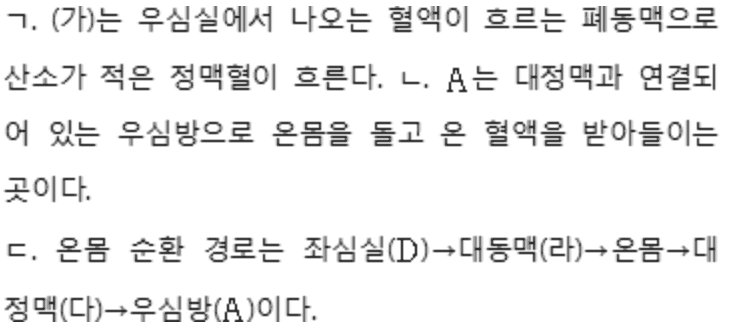 ㄱ. (가)는 우심실에서 나오는 혈액이 흐르는 폐동맥으로
산소가 적은 정맥혈이 흐른다. ㄴ. A는 대정맥과 연결되
어 있는 우심방으로 온몸을 돌고 온 혈액을 받아들이는
곳이다.
ㄷ. 온몸 순환 경로는 좌심실(D)→대동맥(라)→온몸→대
정맥(다)→우심방(A)이다.